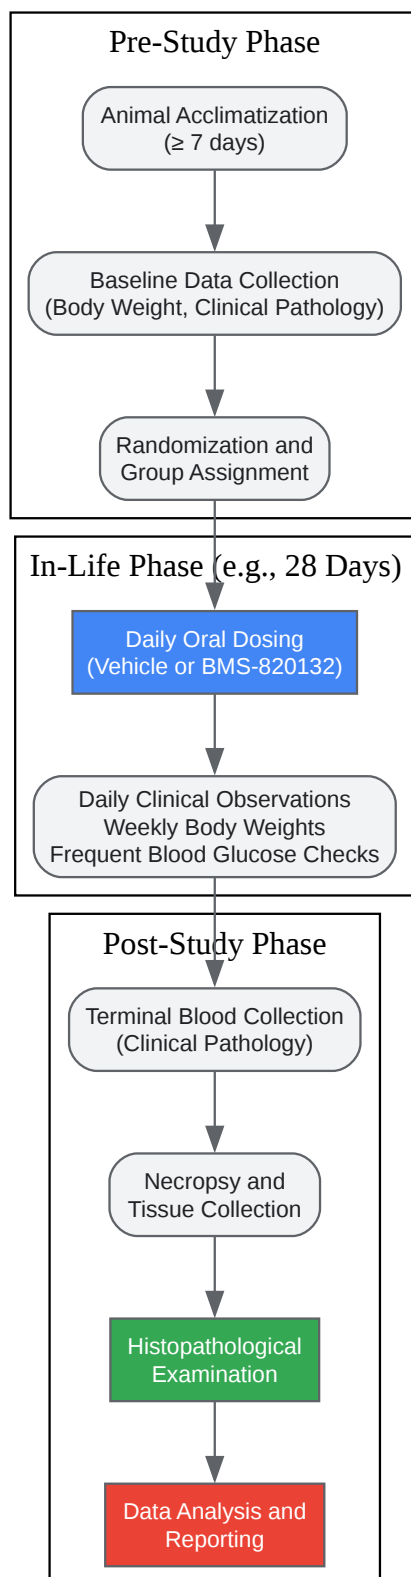 Pre-Study Phase
Animal Acclimatization
(≥ 7 days)
Baseline Data Collection
(Body Weight, Clinical Pathology)
Randomization and
Group Assignment
In-Life Phase (e.g., 28 Days)
Daily Oral Dosing
(Vehicle or BMS-820132)
Daily Clinical Observations
Weekly Body Weights
Frequent Blood Glucose Checks
Post-Study Phase
Terminal Blood Collection
(Clinical Pathology)
Necropsy and
Tissue Collection
Histopathological
Examination
Data Analysis and
Reporting